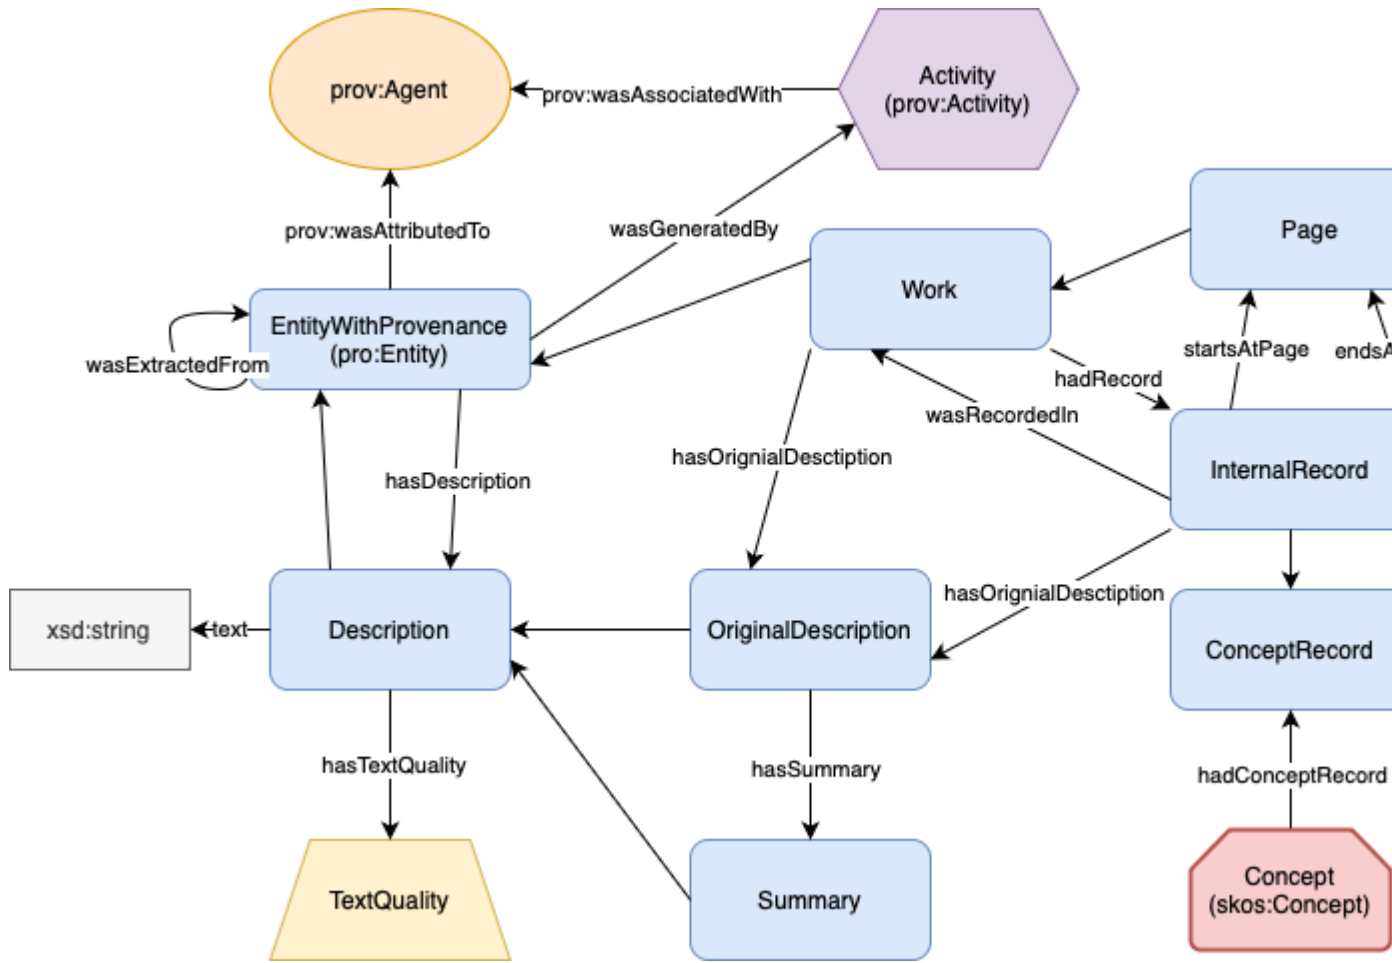 prov:Agent
prov:wasAssociatedWith
Activity
(prov:Activity)
prov:wasAttributedTo
wasGeneratedBy
Work
Page
EntityWithProvenance
(pro:Entity)
wasExtractedFrom
startsAtPage
endsA
hadRecord
wasRecordedIn
hasOrignialDesctiption
hasDescription
InternalRecord
hasOrignialDesctiption
xsd:string
text
Description
OriginalDescription
ConceptRecord
hasTextQuality
hasSummary
hadConceptRecord
TextQuality
Summary
Concept
(skos:Concept)